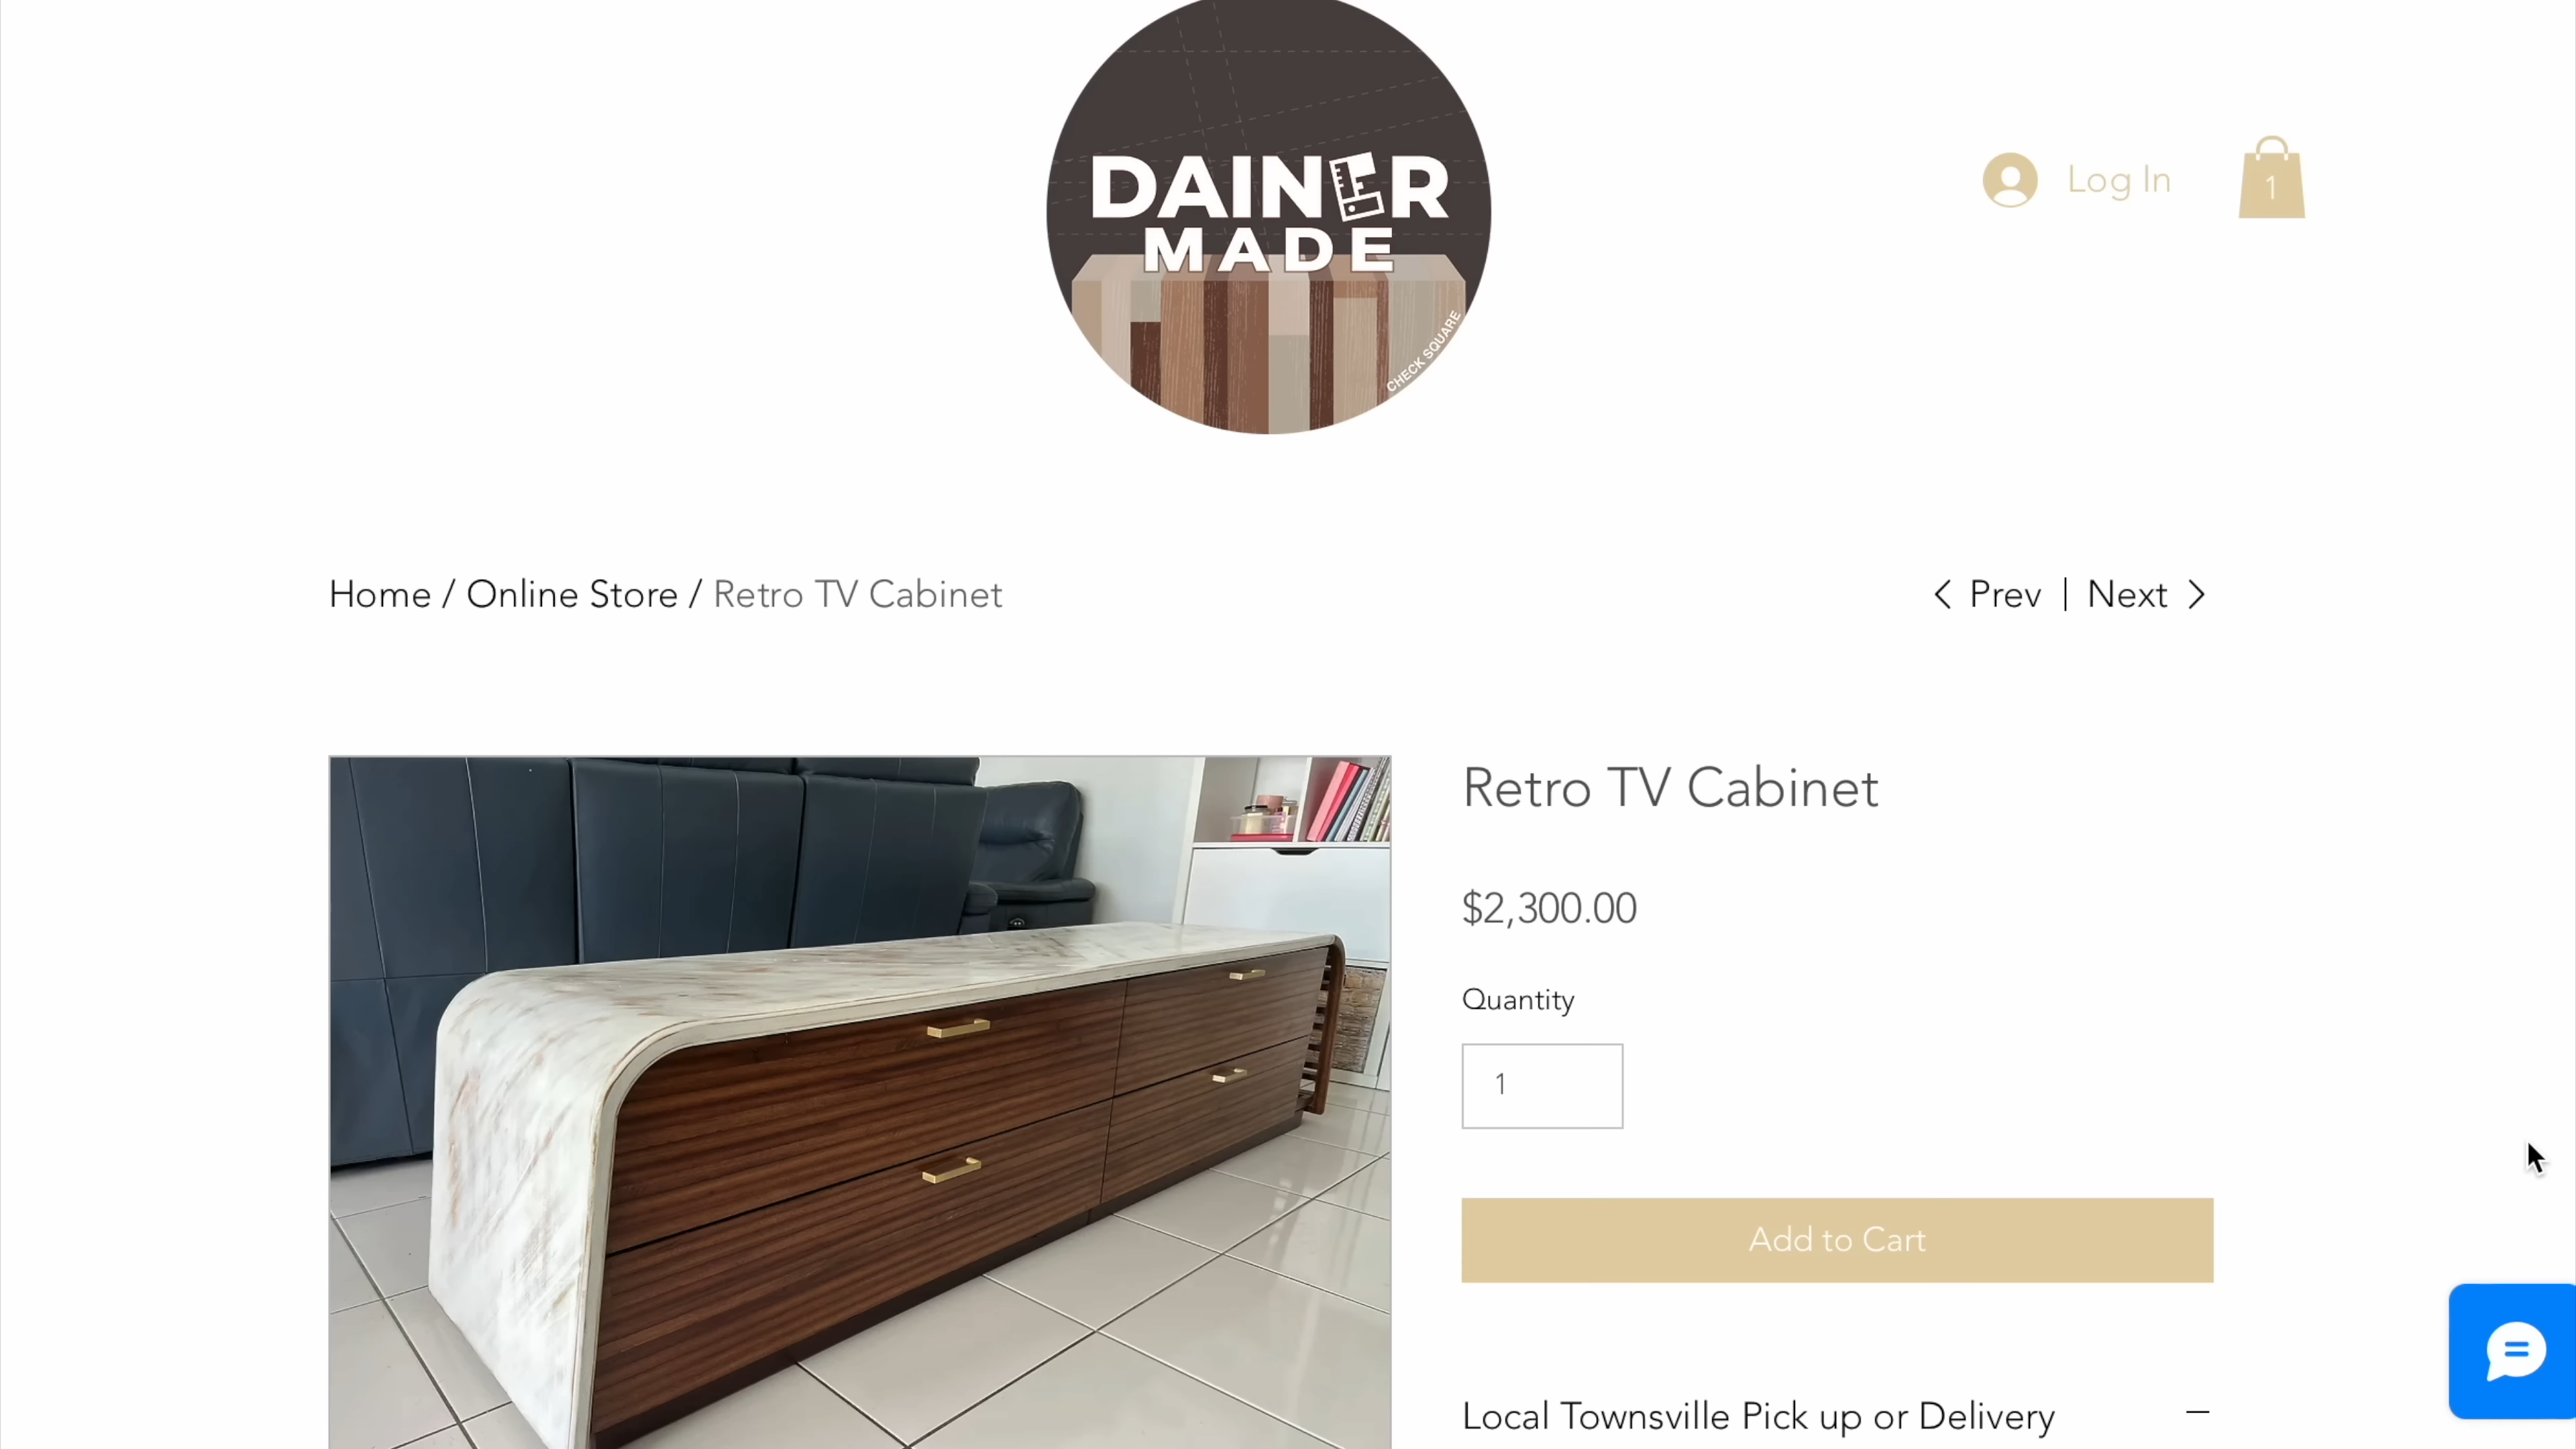 DAINER
MADE
CHECK SQUARE
Log In
1
Home / Online Store / Retro TV Cabinet
Prev | Next
Retro TV Cabinet
$2,300.00
Quantity
1
Add to Cart
Local Townsville Pick up or Delivery